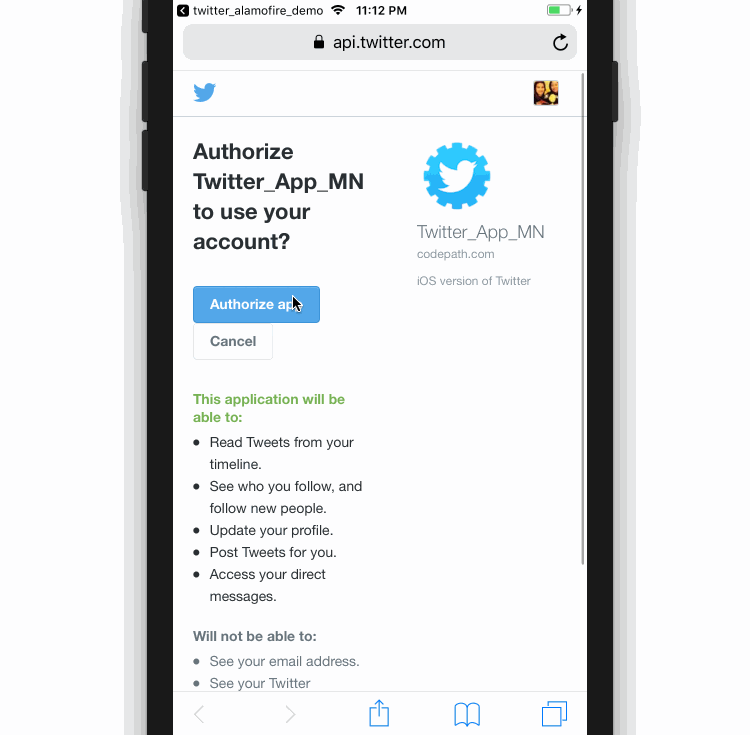 twitter_alamofire_demo 11:12 PM
api.twitter.com
Authorize
Twitter_App_MN
to use your
account?
Twitter_App_MN
codepath.com
iOS version of Twitter
Authorize ap
Cancel
This application will be
able to:
Read Tweets from your
timeline.
See who you follow, and
follow new people.
Update your profile.
Post Tweets for you.
Access your direct
messages.
Will not be able to:
See your email address.
See your Twitter